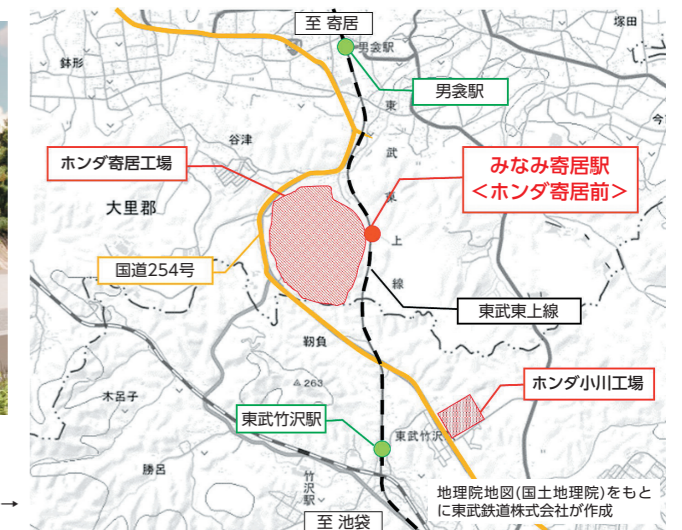 至 寄居
塚田
男衾駅
鉢形
男衾駅
東
今
谷津
武
ホンダ寄居工場
みなみ寄居駅
<ホンダ寄居前>
東
大里郡
上
国道254号
線
東武東上線
靱負
263
ホンダ小川工場
木呂子
東武竹沢駅
東武竹沢
勝呂
竹沢駅
地理院地図(国土地理院)をもと
に東武鉄道株式会社が作成
→
至 池袋